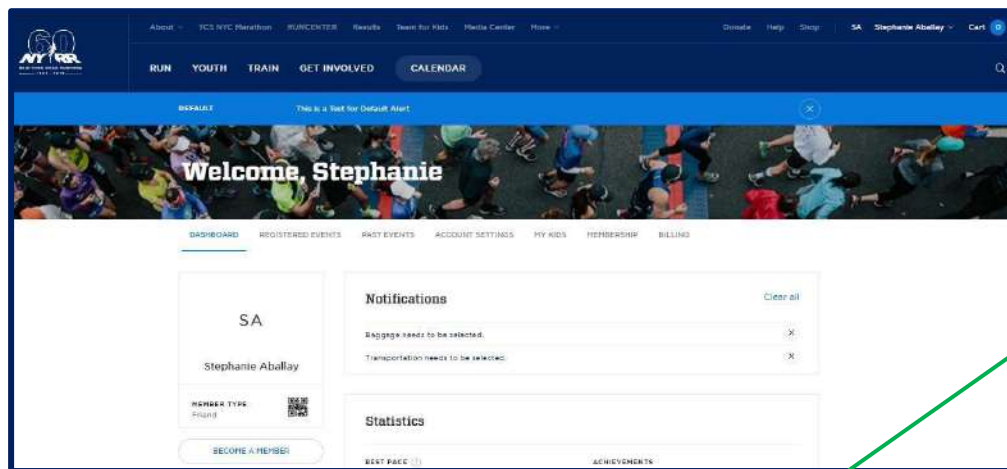 About TCS NYC Marathon RUNCENTER Results Team for Kids Media Center More Donate Help Shop SA Stephanie Aballay Cart 0
60
NYRR
RUN YOUTH TRAIN GET INVOLVED CALENDAR
DEFAULT This is a Test for Default Alert
Welcome, Stephanie
DASHBOARD REGISTERED EVENTS PAST EVENTS ACCOUNT SETTINGS MY KIDS MEMBERSHIP BILLING
SA
Stephanie Aballay
MEMBER TYPE
Friend
BECOME A MEMBER
Notifications Clear all
Baggage needs to be selected.
Transportation needs to be selected.
Statistics
BEST PACE ACHIEVEMENTS